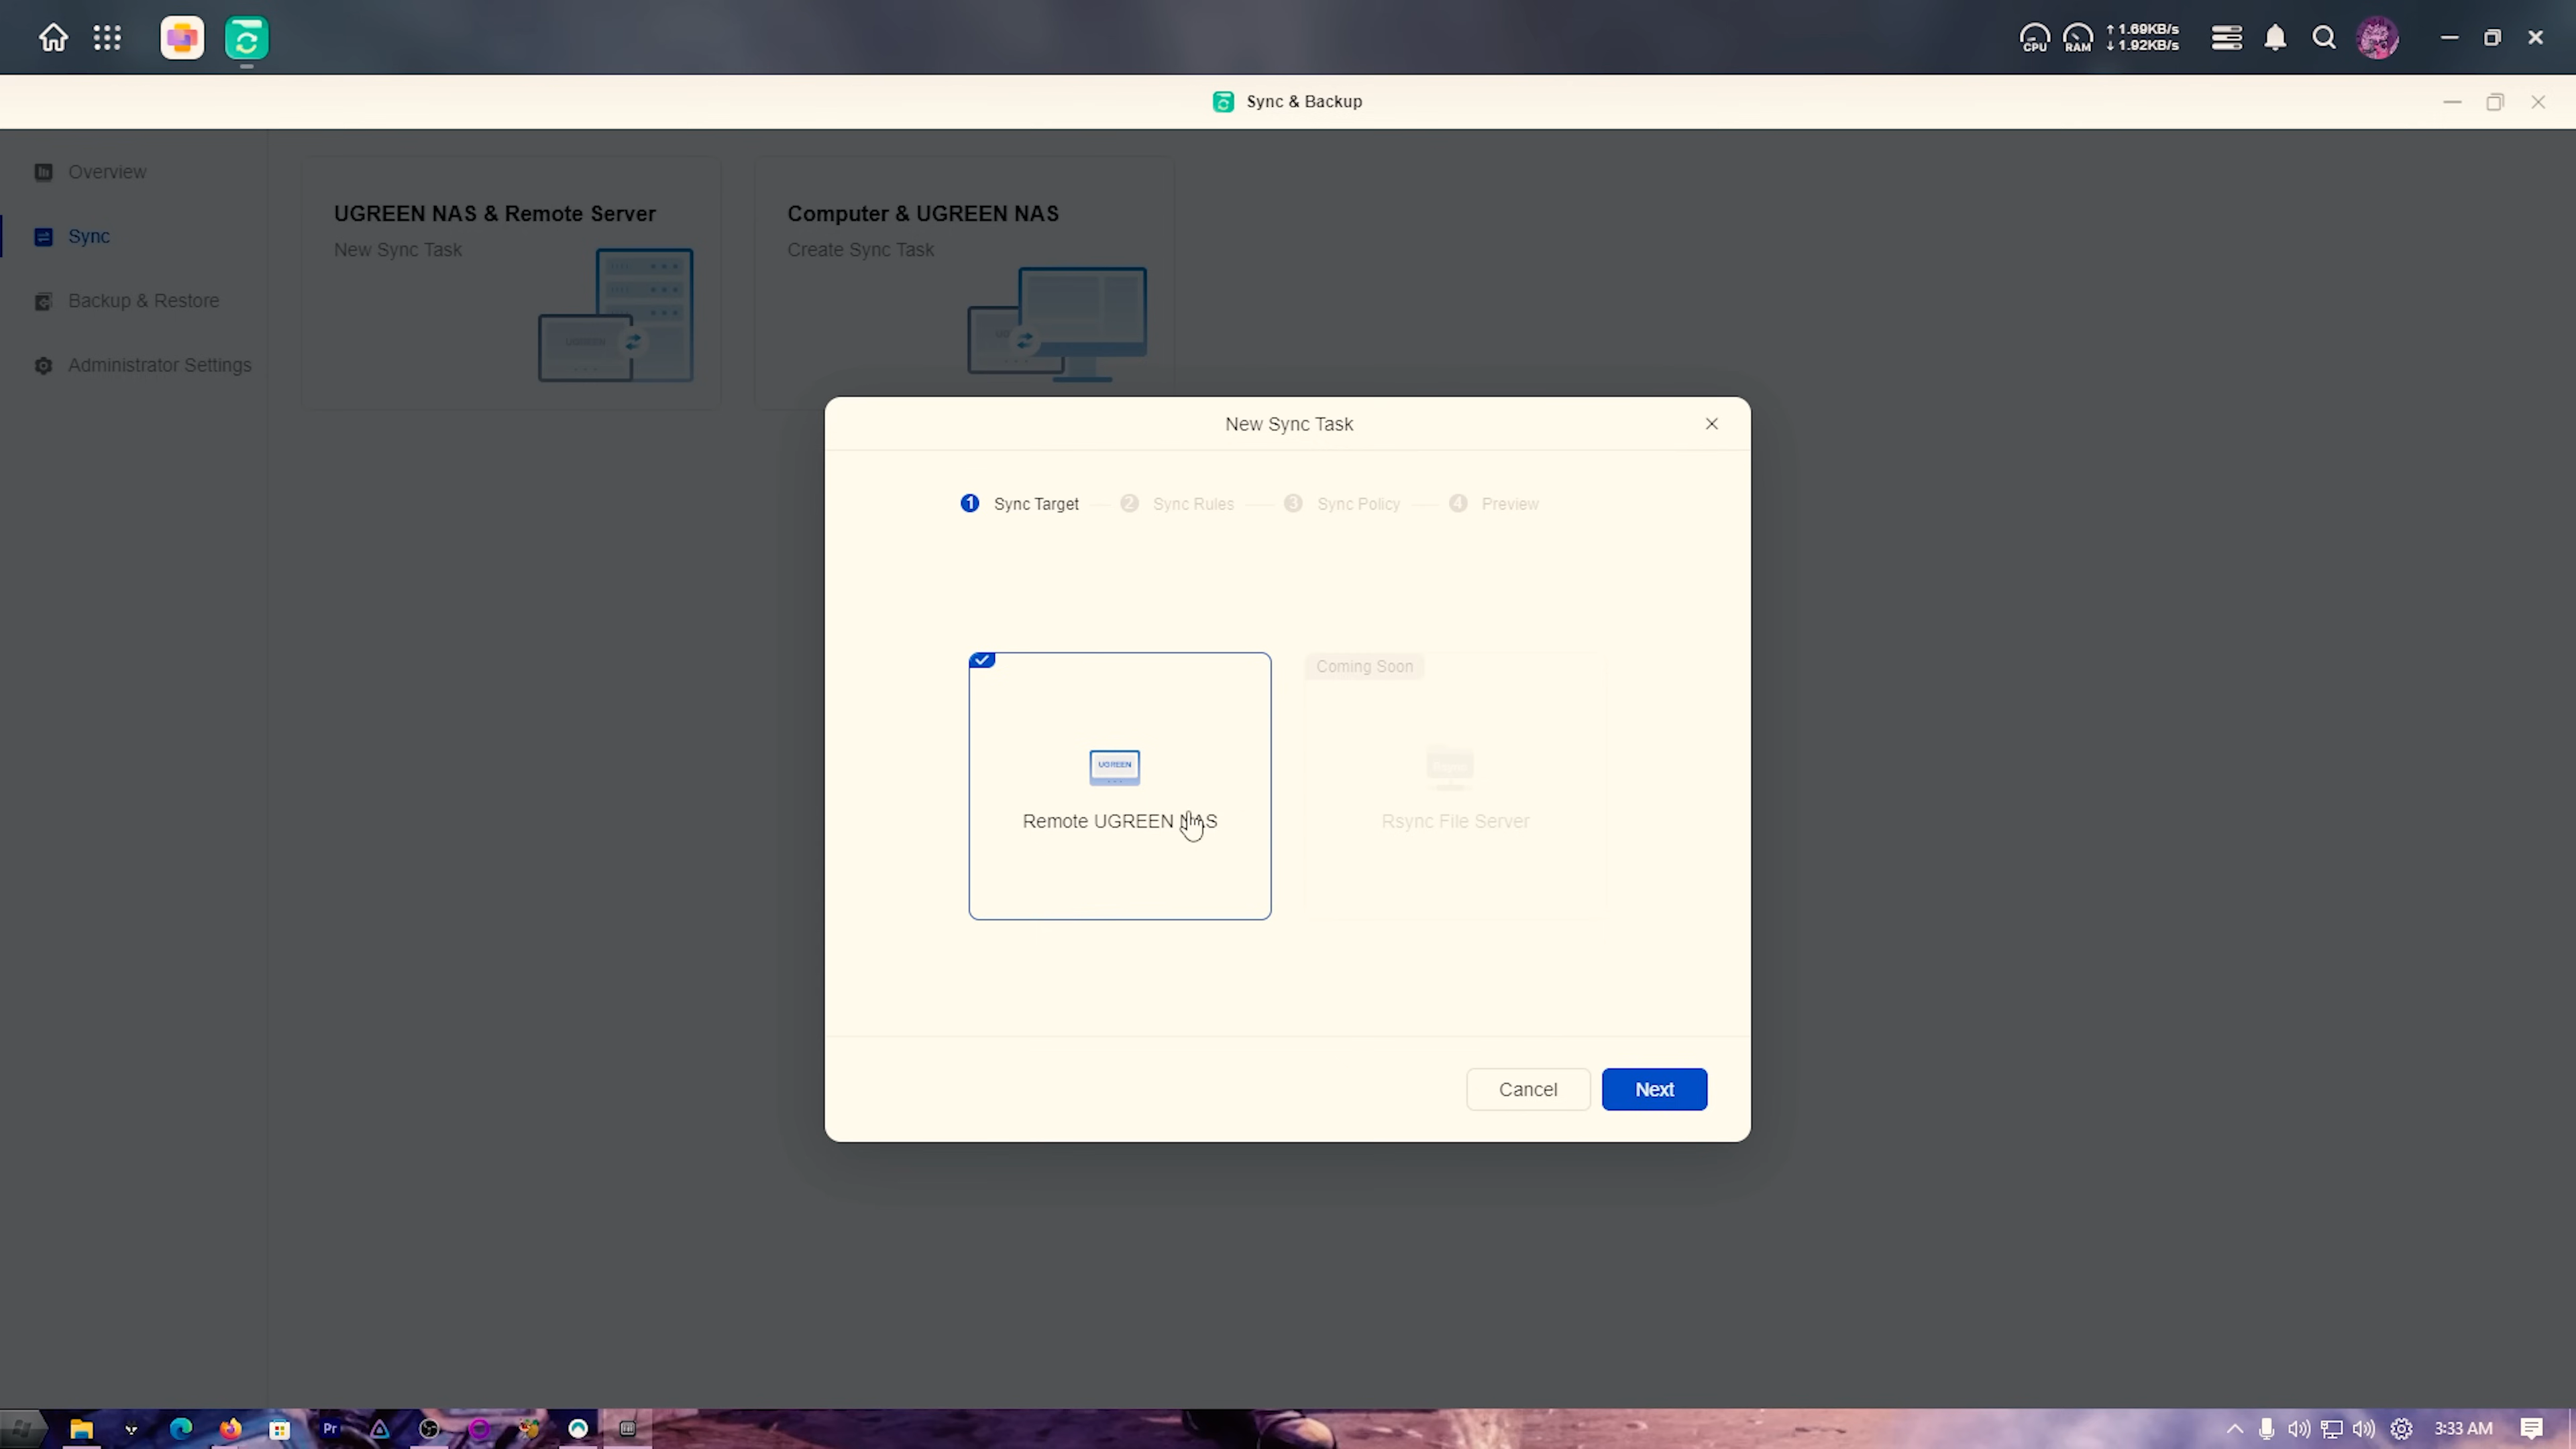 CPU
RAM
↑ 1.69KB/s
↓ 1.92KB/s
Sync & Backup
Overview
Sync
Backup & Restore
Administrator Settings
UGREEN NAS & Remote Server
New Sync Task
UGREEN
Computer & UGREEN NAS
Create Sync Task
New Sync Task
1 Sync Target
2 Sync Rules
3 Sync Policy
4 Preview
UGREEN
Remote UGREEN NAS
Coming Soon
Rsync File Server
Cancel
Next
Pr
3:33 AM